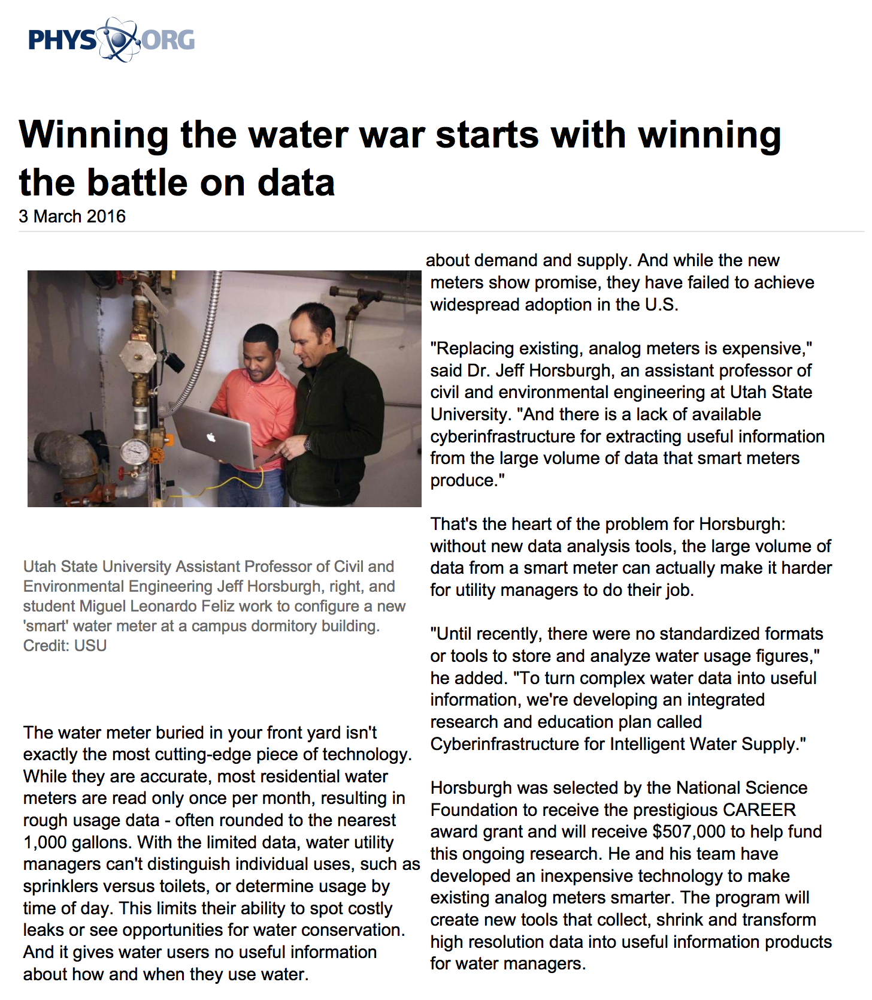 PHYS ORG
Winning the water war starts with winning
the battle on data
3 March 2016
Utah State University Assistant Professor of Civil and
Environmental Engineering Jeff Horsburgh, right, and
student Miguel Leonardo Feliz work to configure a new
'smart' water meter at a campus dormitory building.
Credit: USU
The water meter buried in your front yard isn't
exactly the most cutting-edge piece of technology.
While they are accurate, most residential water
meters are read only once per month, resulting in
rough usage data - often rounded to the nearest
1,000 gallons. With the limited data, water utility
managers can't distinguish individual uses, such as
sprinklers versus toilets, or determine usage by
time of day. This limits their ability to spot costly
leaks or see opportunities for water conservation.
And it gives water users no useful information
about how and when they use water.
about demand and supply. And while the new
meters show promise, they have failed to achieve
widespread adoption in the U.S.
"Replacing existing, analog meters is expensive,"
said Dr. Jeff Horsburgh, an assistant professor of
civil and environmental engineering at Utah State
University. "And there is a lack of available
cyberinfrastructure for extracting useful information
from the large volume of data that smart meters
produce."
That's the heart of the problem for Horsburgh:
without new data analysis tools, the large volume of
data from a smart meter can actually make it harder
for utility managers to do their job.
"Until recently, there were no standardized formats
or tools to store and analyze water usage figures,"
he added. "To turn complex water data into useful
information, we're developing an integrated
research and education plan called
Cyberinfrastructure for Intelligent Water Supply."
Horsburgh was selected by the National Science
Foundation to receive the prestigious CAREER
award grant and will receive $507,000 to help fund
this ongoing research. He and his team have
developed an inexpensive technology to make
existing analog meters smarter. The program will
create new tools that collect, shrink and transform
high resolution data into useful information products
for water managers.